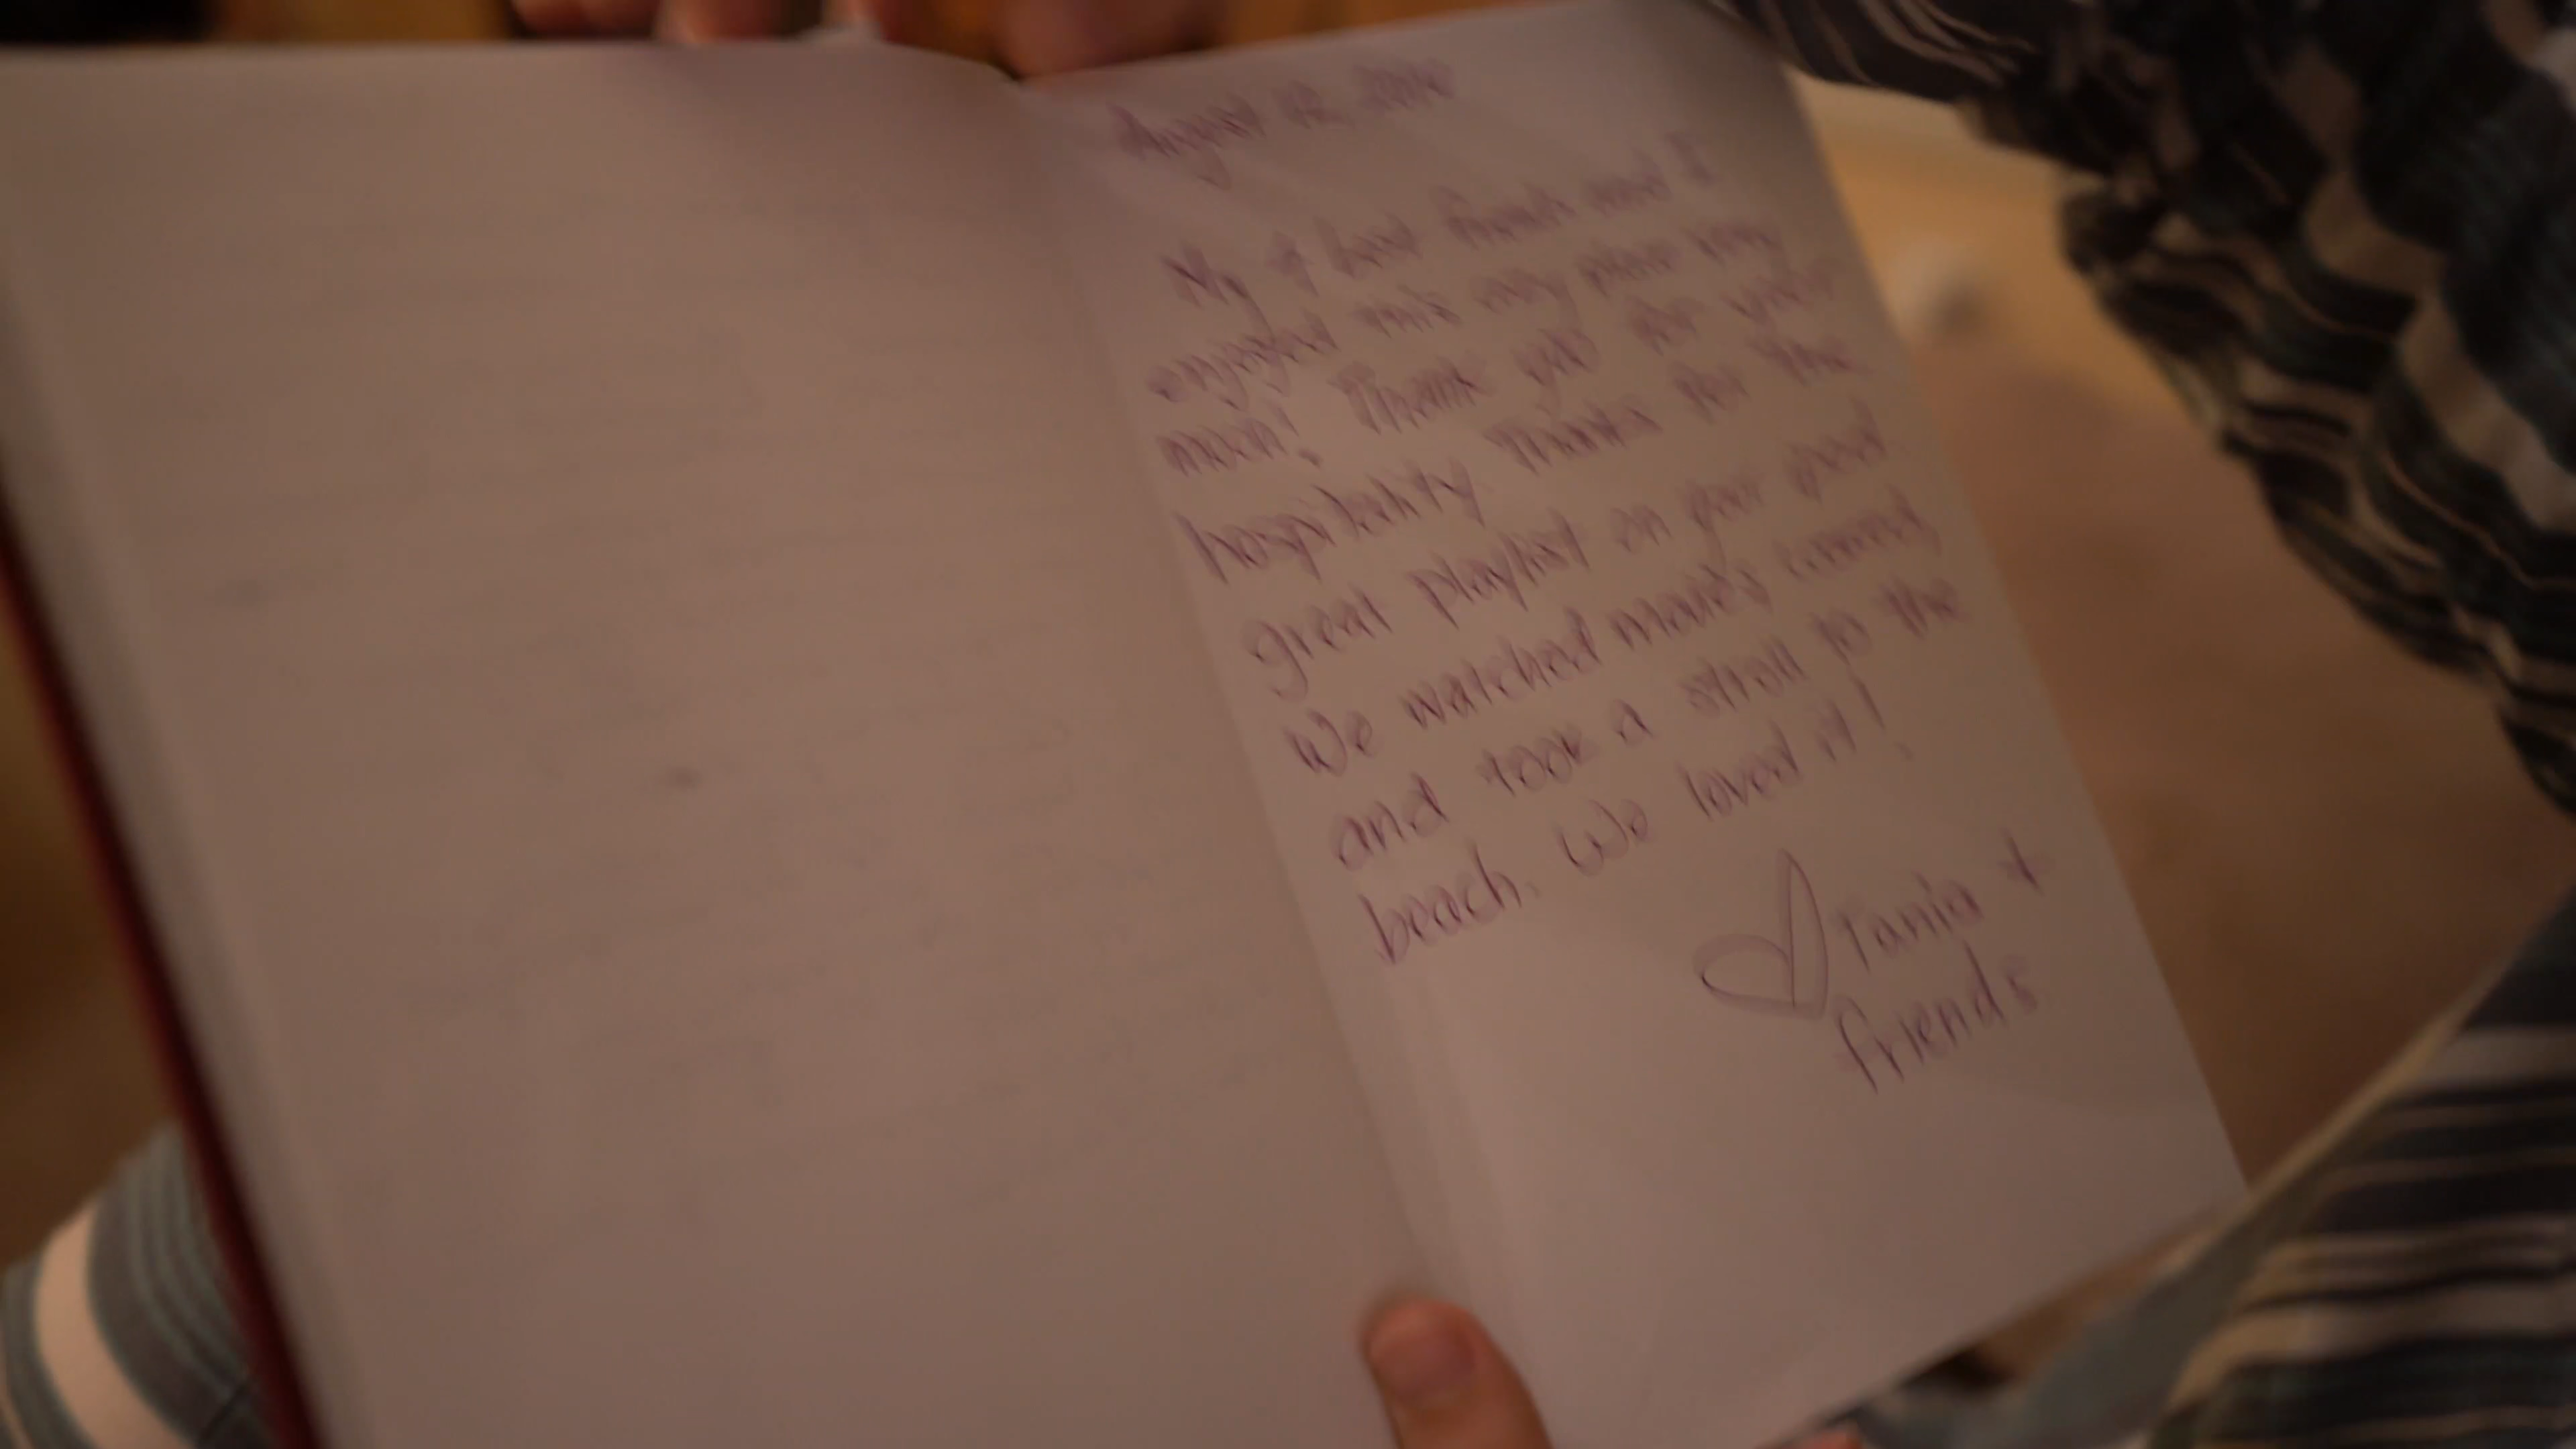 August 12,
My 4 best friends and I
enjoyed this cozy place very
much! Thank you for your
hospitality. Thanks for the
great playlist on your ipod.
We watched movies,
and took a stroll to the
beach. We loved it!
Tania +
friends